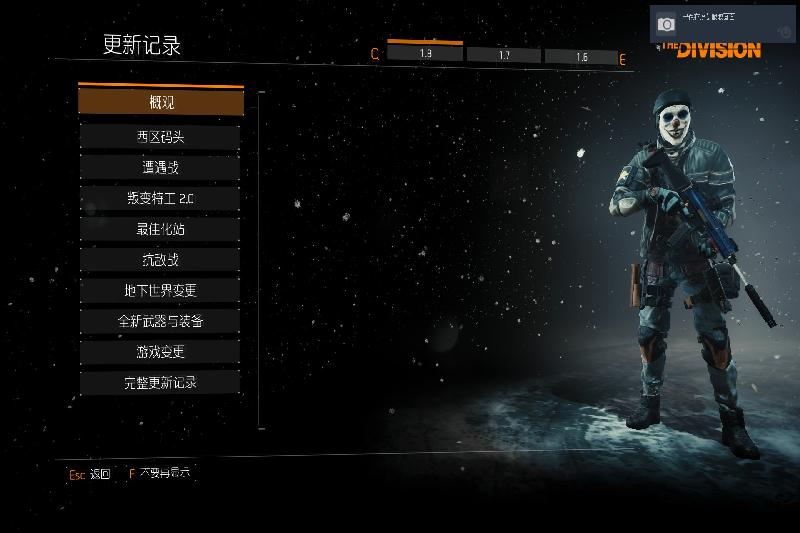 更新记录
Q
1.8
1.7
1.6
E
THE DIVISION
概观
西区码头
遭遇战
叛变特工 2.0
最佳化站
抗敌战
地下世界变更
全新武器与装备
游戏变更
完整更新记录
Esc 返回 F 不要再显示